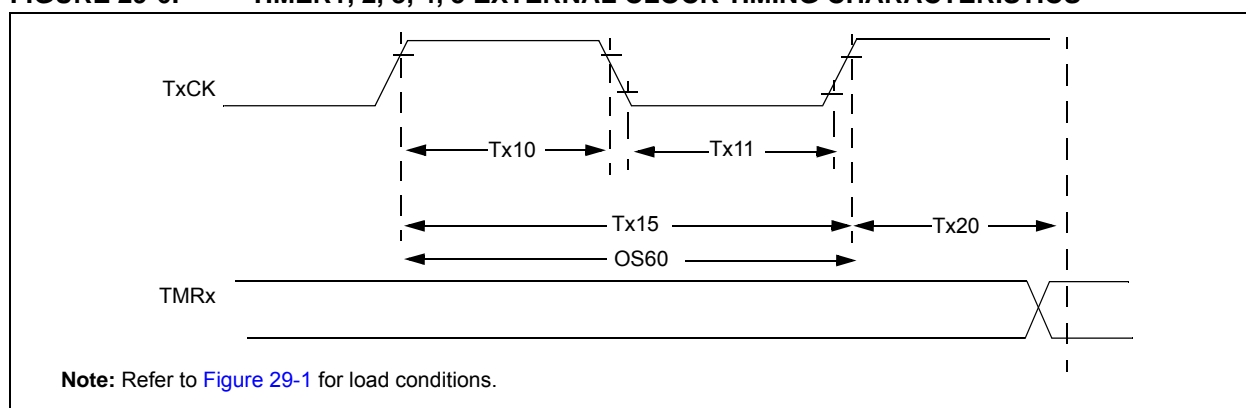 TxCK
Tx10
Tx11
Tx15
Tx20
OS60
TMRx
Note: Refer to Figure 29-1 for load conditions.